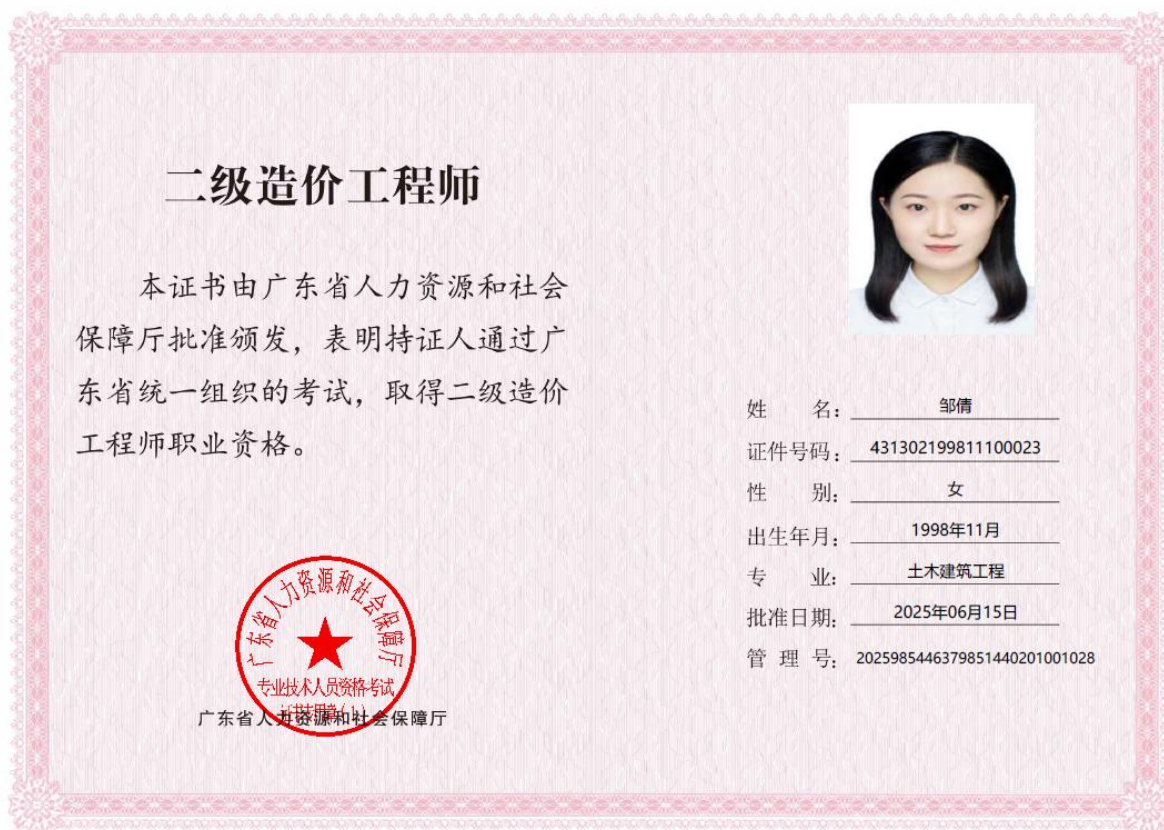 二级造价工程师
本证书由广东省人力资源和社会
保障厅批准颁发，表明持证人通过广
东省统一组织的考试，取得二级造价
工程师职业资格。
广东省人力资源和社会保障厅
专业技术人员资格考试
证书专用章(1)
广东省人力资源和社会保障厅
姓 名：邹倩
证件号码：431302199811100023
性 别：女
出生年月：1998年11月
专 业：土木建筑工程
批准日期：2025年06月15日
管 理 号：2025985446379851440201001028